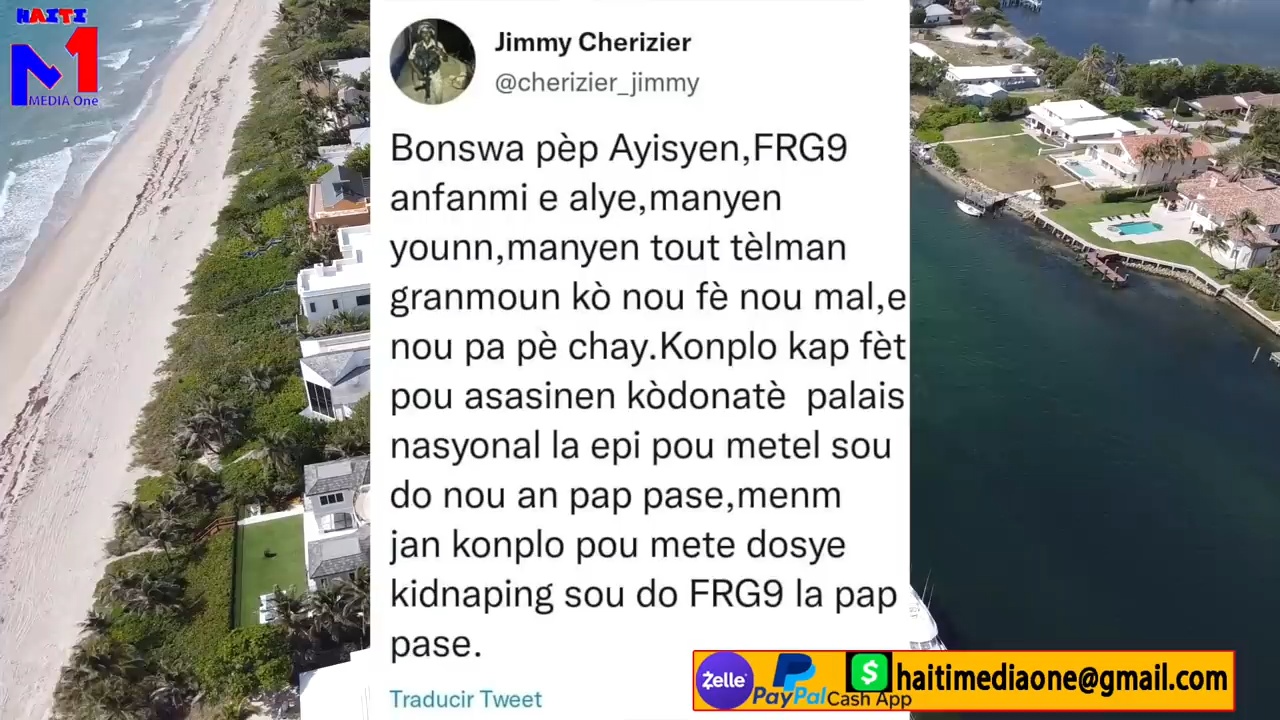 HAITI
M1
MEDIA One
Jimmy Cherizier
@cherizier_jimmy
Bonswa pèp Ayisyen,FRG9
anfanmi e alye,manyen
younn,manyen tout tèlman
granmoun kò nou fè nou mal,e
nou pa pè chay.Konplo kap fèt
pou asasinen kòdonatè palais
nasyonal la epi pou metel sou
do nou an pap pase,menm
jan konplo pou mete dosye
kidnaping sou do FRG9 la pap
pase.
Traducir Tweet
Zelle PayPal $ Cash App haitimediaone@gmail.com